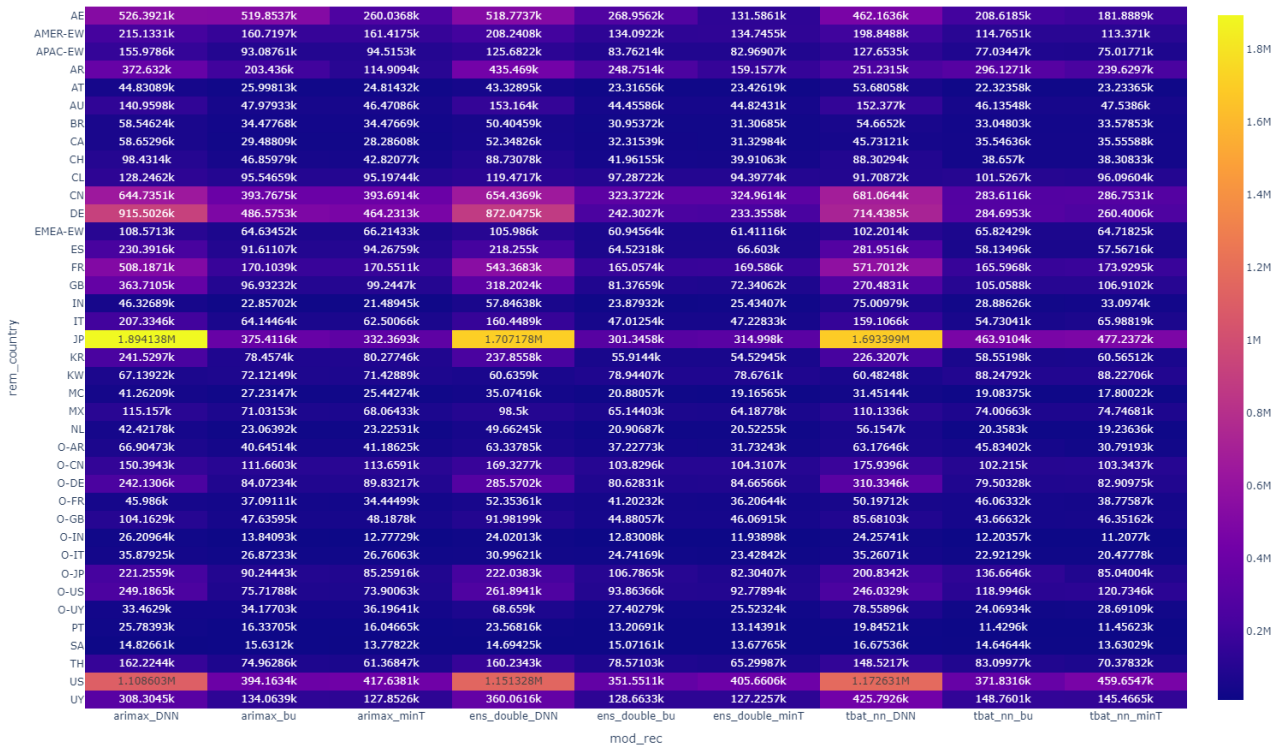 AE 526.3921k 519.8537k 260.0368k 518.7737k 268.9562k 131.5861k 462.1636k 208.6185k 181.8889k
AMER-EW 215.1331k 160.7197k 161.4175k 208.2408k 134.0922k 134.7455k 198.8488k 114.7651k 113.371k
1.8M
APAC-EW 155.9786k 93.08761k 94.5153k 125.6822k 83.76214k 82.96907k 127.6535k 77.03447k 75.01771k
AR 372.632k 203.436k 114.9094k 435.469k 248.7514k 159.1577k 251.2315k 296.1271k 239.6297k
AT 44.83089k 25.99813k 24.81432k 43.32895k 23.31656k 23.42619k 53.68058k 22.32358k 23.23365k
AU 140.9598k 47.97933k 46.47086k 153.164k 44.45586k 44.82431k 152.377k 46.13548k 47.5386k
1.6M
BR 58.54624k 34.47768k 34.47669k 50.40459k 30.95372k 31.30685k 54.6652k 33.04803k 33.57853k
CA 58.65296k 29.48809k 28.28608k 52.34826k 32.31539k 31.32984k 45.73121k 35.54636k 35.55588k
CH 98.4314k 46.85979k 42.82077k 88.73078k 41.96155k 39.91063k 88.30294k 38.657k 38.30833k
CL 128.2462k 95.54659k 95.19744k 119.4717k 97.28722k 94.39774k 91.70872k 101.5267k 96.09604k
CN 644.7351k 393.7675k 393.6914k 654.4369k 323.3722k 324.9614k 681.0644k 283.6116k 286.7531k
1.4M
DE 915.5026k 486.5753k 464.2313k 872.0475k 242.3027k 233.3558k 714.4385k 284.6953k 260.4006k
EMEA-EW 108.5713k 64.63452k 66.21433k 105.986k 60.94564k 61.41116k 102.2014k 65.82429k 64.71825k
ES 230.3916k 91.61107k 94.26759k 218.255k 64.52318k 66.603k 281.9516k 58.13496k 57.56716k
FR 508.1871k 170.1039k 170.5511k 543.3683k 165.0574k 169.586k 571.7012k 165.5968k 173.9295k
1.2M
GB 363.7105k 96.93232k 99.2447k 318.2024k 81.37659k 72.34062k 270.4831k 105.0588k 106.9102k
IN 46.32689k 22.85702k 21.48945k 57.84638k 23.87932k 25.43407k 75.00979k 28.88626k 33.0974k
IT 207.3346k 64.14464k 62.50066k 160.4489k 47.01254k 47.22833k 159.1066k 54.73041k 65.98819k
JP 1.894138M 375.4116k 332.3693k 1.707178M 301.3458k 314.998k 1.693399M 463.9104k 477.2372k
1M
rem_country
KR 241.5297k 78.4574k 80.27746k 237.8558k 55.9144k 54.52945k 226.3207k 58.55198k 60.56512k
KW 67.13922k 72.12149k 71.42889k 60.6359k 78.94407k 78.6761k 60.48248k 88.24792k 88.22706k
MC 41.26209k 27.23147k 25.44274k 35.07416k 20.88057k 19.16565k 31.45144k 19.08375k 17.80022k
MX 115.157k 71.03153k 68.06433k 98.5k 65.14403k 64.18778k 110.1336k 74.00663k 74.74681k
0.8M
NL 42.42178k 23.06392k 23.22531k 49.66245k 20.90687k 20.52255k 56.1547k 20.3583k 19.23636k
O-AR 66.90473k 40.64514k 41.18625k 63.33785k 37.22773k 31.73243k 63.17646k 45.83402k 30.79193k
O-CN 150.3943k 111.6603k 113.6591k 169.3277k 103.8296k 104.3107k 175.9396k 102.215k 103.3437k
O-DE 242.1306k 84.07234k 89.83217k 285.5702k 80.62831k 84.66566k 310.3346k 79.50328k 82.90975k
0.6M
O-FR 45.986k 37.09111k 34.44499k 52.35361k 41.20232k 36.20644k 50.19712k 46.06332k 38.77587k
O-GB 104.1629k 47.63595k 48.1878k 91.98199k 44.88057k 46.06915k 85.68103k 43.66632k 46.35162k
O-IN 26.20964k 13.84093k 12.77729k 24.02013k 12.83008k 11.93898k 24.25741k 12.20357k 11.2077k
O-IT 35.87925k 26.87233k 26.76063k 30.99621k 24.74169k 23.42842k 35.26071k 22.92129k 20.47778k
0.4M
O-JP 221.2559k 90.24443k 85.25916k 222.0383k 106.7865k 82.30407k 200.8342k 136.6646k 85.04004k
O-US 249.1865k 75.71788k 73.90063k 261.8941k 93.86366k 92.77894k 246.0329k 118.9946k 120.7346k
O-UY 33.4629k 34.17703k 36.19641k 68.659k 27.40279k 25.52324k 78.55896k 24.06934k 28.69109k
PT 25.78393k 16.33705k 16.04665k 23.56816k 13.20691k 13.14391k 19.84521k 11.4296k 11.45623k
0.2M
SA 14.82661k 15.6312k 13.77822k 14.69425k 15.07161k 13.67765k 16.67536k 14.64644k 13.63029k
TH 162.2244k 74.96286k 61.36847k 160.2343k 78.57103k 65.29987k 148.5217k 83.09977k 70.37832k
US 1.108603M 394.1634k 417.6381k 1.151328M 351.5511k 405.6606k 1.172631M 371.8316k 459.6547k
UY 308.3045k 134.0639k 127.8526k 360.0616k 128.6633k 127.2257k 425.7926k 148.7601k 145.4665k
arimax_DNN arimax_bu arimax_minT ens_double_DNN ens_double_bu ens_double_minT tbat_nn_DNN tbat_nn_bu tbat_nn_minT
mod_rec